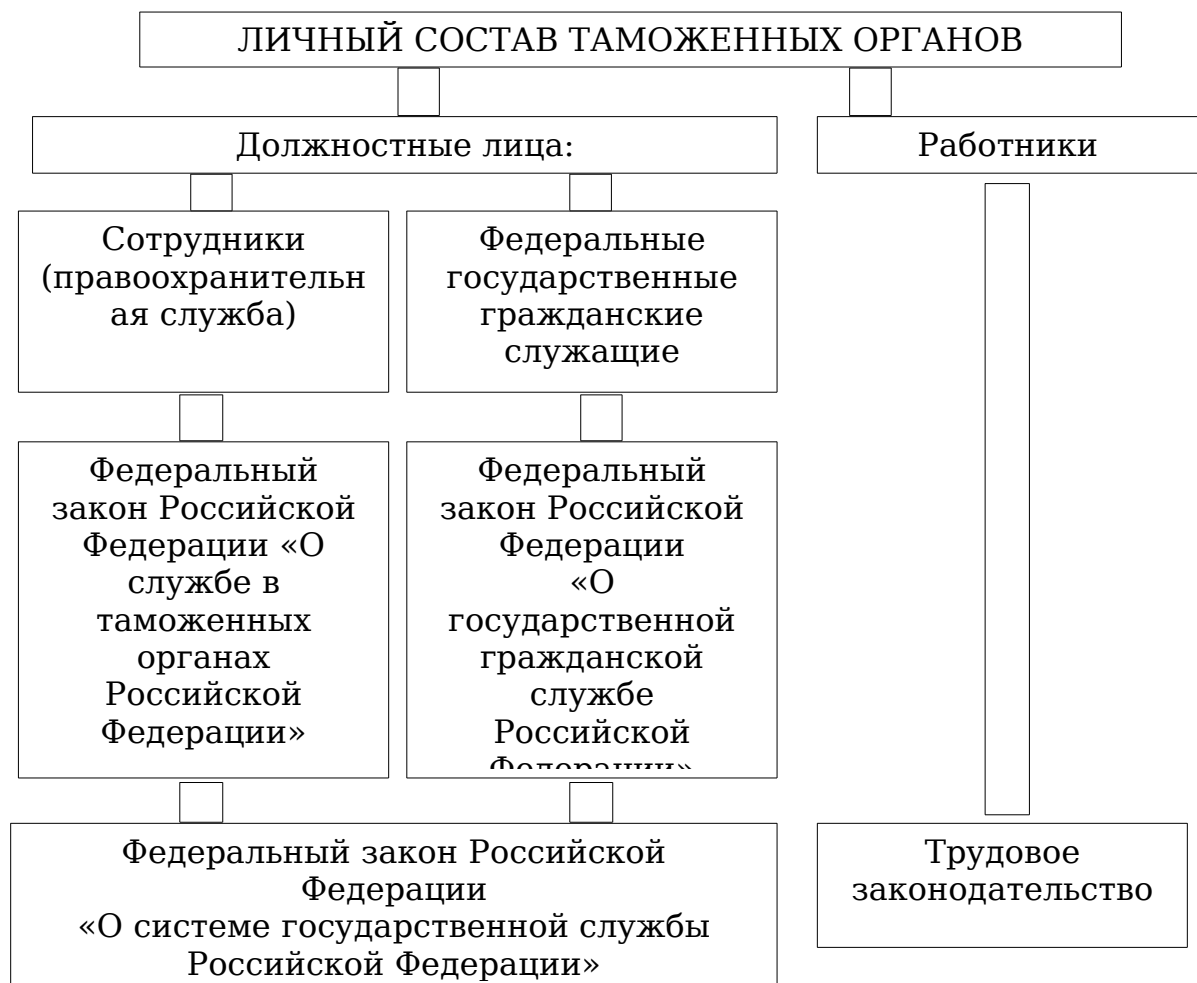 ЛИЧНЫЙ СОСТАВ ТАМОЖЕННЫХ ОРГАНОВ
Должностные лица:
Работники
Сотрудники
(правоохранительн
ая служба)
Федеральные
государственные
гражданские
служащие
Федеральный
закон Российской
Федерации «О
службе в
таможенных
органах
Российской
Федерации»
Федеральный
закон Российской
Федерации
«О
государственной
гражданской
службе
Российской
Федерации»
Федеральный закон Российской
Федерации
«О системе государственной службы
Российской Федерации»
Трудовое
законодательство